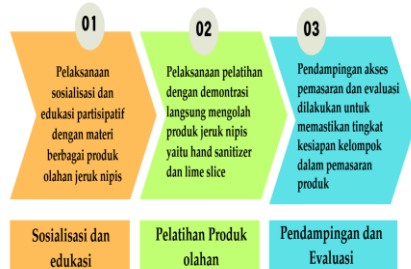 01
Pelaksanaan
sosialisasi dan
edukasi partisipatif
dengan materi
berbagai produk
olahan jeruk nipis
02
Pelaksanaan pelatihan
dengan demontrasi
langsung mengolah
produk jeruk nipis
yaitu hand sanitizer
dan lime slice
03
Pendampingan akses
pemasaran dan evaluasi
dilakukan untuk
memastikan tingkat
kesiapan kelompok
dalam pemasaran
produk
Sosialisasi dan
edukasi
Pelatihan Produk
olahan
Pendampingan dan
Evaluasi